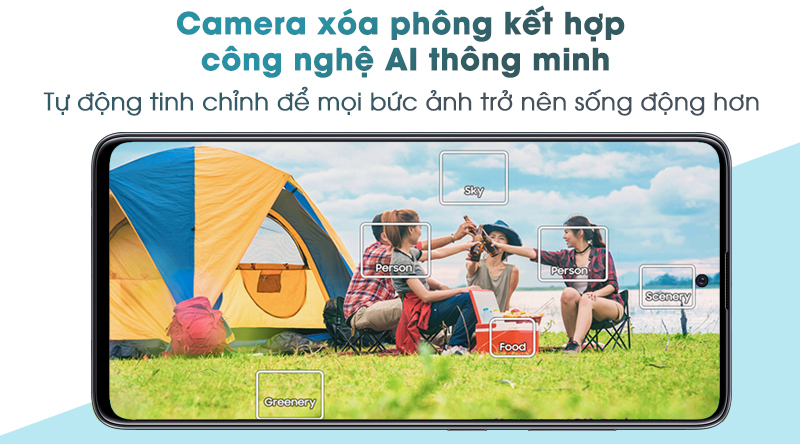 Camera xóa phông kết hợp
công nghệ AI thông minh
Tự động tinh chỉnh để mọi bức ảnh trở nên sống động hơn
Sky
Person
Person
Scenery
Food
Greenery